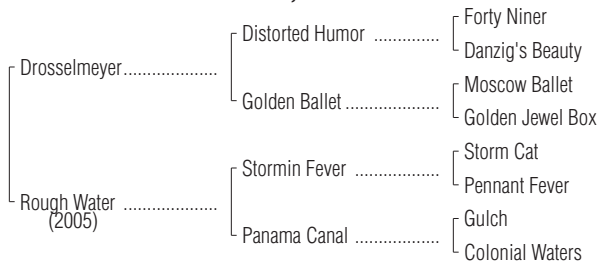 Forty Niner
Distorted Humor ..............
Danzig's Beauty
Drosselmeyer....................
Moscow Ballet
Golden Ballet ....................
Golden Jewel Box
Storm Cat
Stormin Fever ..................
Pennant Fever
Rough Water ....................
(2005)
Gulch
Panama Canal ..................
Colonial Waters